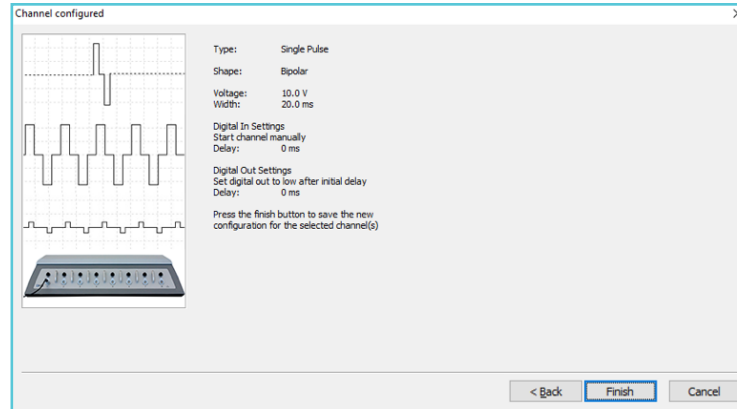 Channel configured
Type: Single Pulse
Shape: Bipolar
Voltage: 10.0 V
Width: 20.0 ms
Digital In Settings
Start channel manually
Delay: 0 ms
Digital Out Settings
Set digital out to low after initial delay
Delay: 0 ms
Press the finish button to save the new
configuration for the selected channel(s)
< Back Finish Cancel